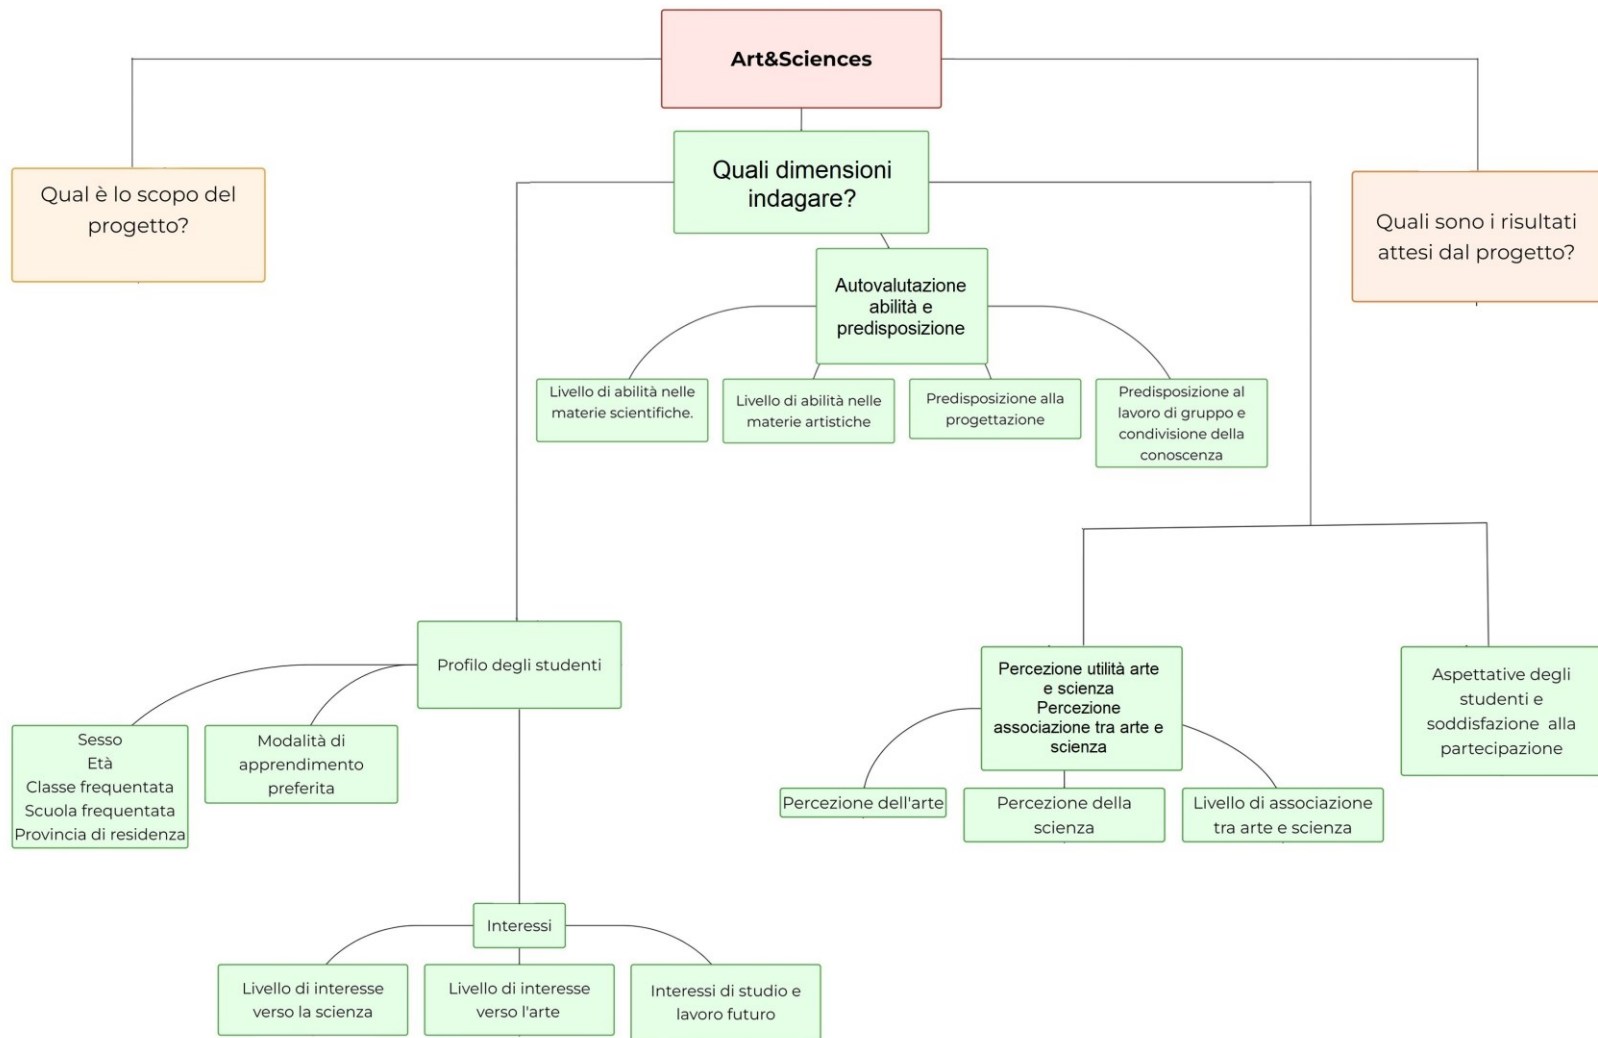 Art&Sciences
Qual è lo scopo del
progetto?
Quali dimensioni
indagare?
Quali sono i risultati
attesi dal progetto?
Autovalutazione
abilità e
predisposizione
Livello di abilità nelle
materie scientifiche.
Livello di abilità nelle
materie artistiche
Predisposizione alla
progettazione
Predisposizione al
lavoro di gruppo e
condivisione della
conoscenza
Profilo degli studenti
Sesso
Età
Classe frequentata
Scuola frequentata
Provincia di residenza
Modalità di
apprendimento
preferita
Interessi
Livello di interesse
verso la scienza
Livello di interesse
verso l'arte
Interessi di studio e
lavoro futuro
Percezione utilità arte
e scienza
Percezione
associazione tra arte e
scienza
Percezione dell'arte
Percezione della
scienza
Livello di associazione
tra arte e scienza
Aspettative degli
studenti e
soddisfazione alla
partecipazione